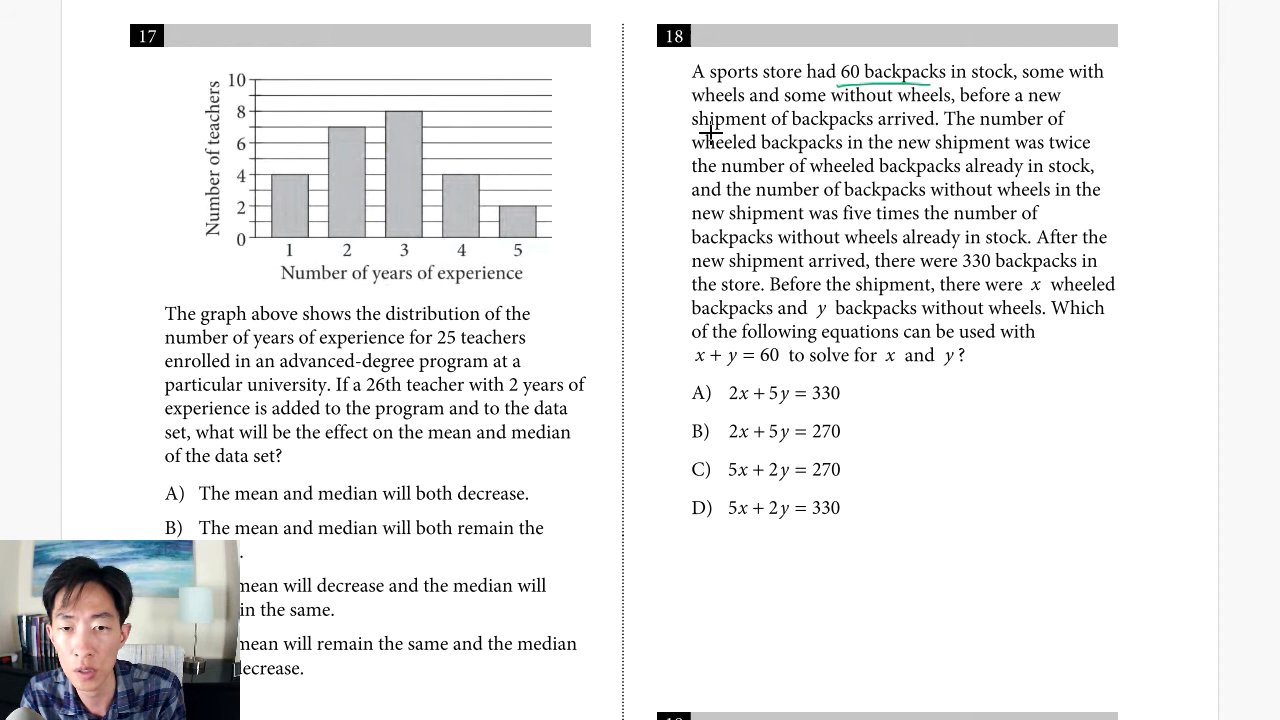 17
10
8
6
4
2
0
Number of teachers
1 2 3 4 5
Number of years of experience
The graph above shows the distribution of the
number of years of experience for 25 teachers
enrolled in an advanced-degree program at a
particular university. If a 26th teacher with 2 years of
experience is added to the program and to the data
set, what will be the effect on the mean and median
of the data set?
A) The mean and median will both decrease.
B) The mean and median will both remain the
.
mean will decrease and the median will
in the same.
mean will remain the same and the median
decrease.
18
A sports store had 60 backpacks in stock, some with
wheels and some without wheels, before a new
shipment of backpacks arrived. The number of
wheeled backpacks in the new shipment was twice
the number of wheeled backpacks already in stock,
and the number of backpacks without wheels in the
new shipment was five times the number of
backpacks without wheels already in stock. After the
new shipment arrived, there were 330 backpacks in
the store. Before the shipment, there were x wheeled
backpacks and y backpacks without wheels. Which
of the following equations can be used with
x + y = 60 to solve for x and y?
A) 2x + 5y = 330
B) 2x + 5y = 270
C) 5x + 2y = 270
D) 5x + 2y = 330